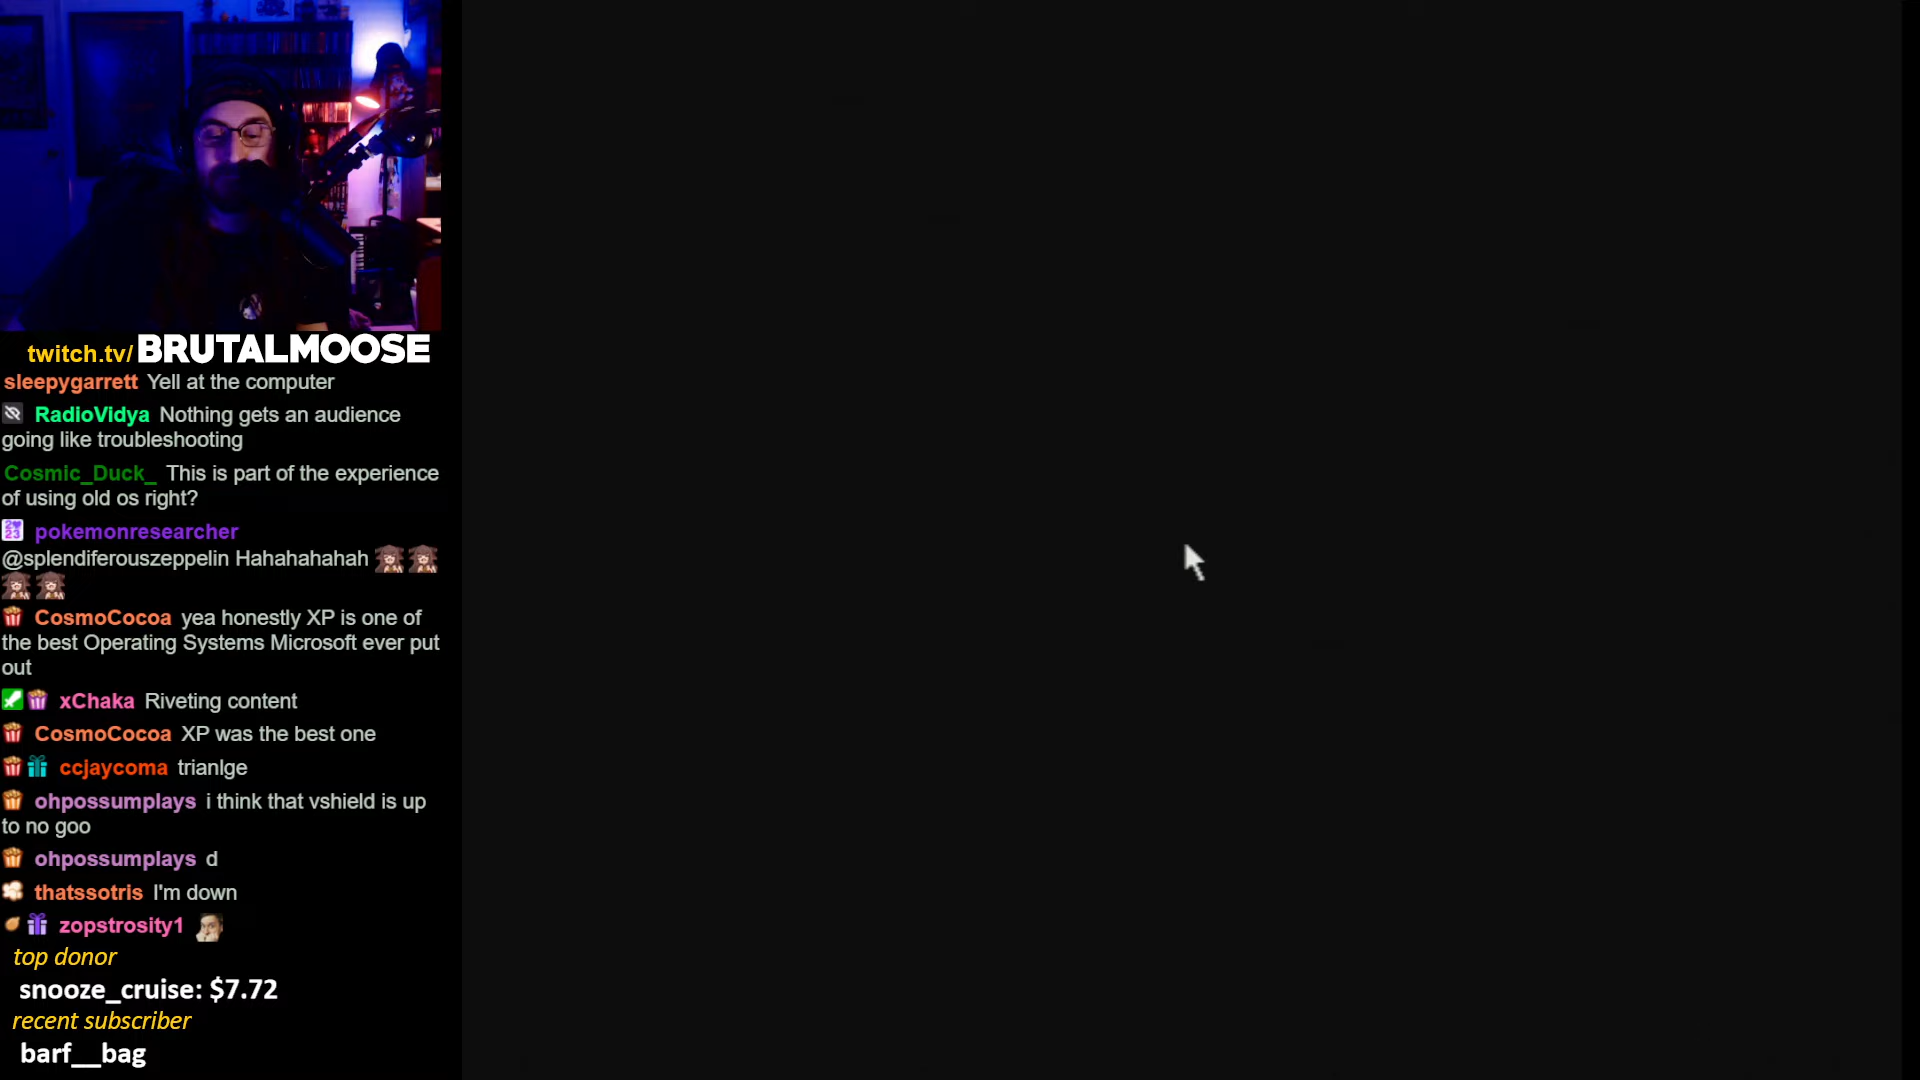 twitch.tv/BRUTALMOOSE
sleepygarrett Yell at the computer
RadioVidya Nothing gets an audience
going like troubleshooting
Cosmic_Duck_ This is part of the experience
of using old os right?
pokemonresearcher
@splendiferouszeppelin Hahahahahah
CosmoCocoa yea honestly XP is one of
the best Operating Systems Microsoft ever put
out
xChaka Riveting content
CosmoCocoa XP was the best one
ccjaycoma trianlge
ohpossumplays i think that vshield is up
to no goo
ohpossumplays d
thatssotris I'm down
zopstrosity1
top donor
snooze_cruise: $7.72
recent subscriber
barf__bag